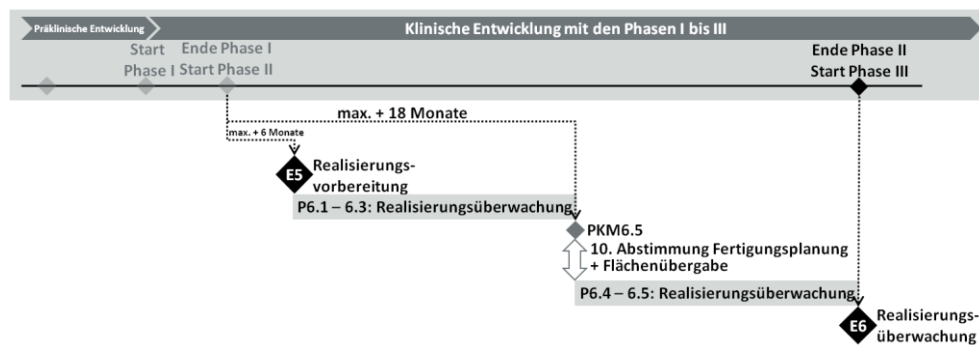 Präklinische Entwicklung
Klinische Entwicklung mit den Phasen I bis III
Start
Phase I
Ende Phase I
Start Phase II
Ende Phase II
Start Phase III
max. + 18 Monate
max. + 6 Monate
E5
Realisierungs-
vorbereitung
P6.1 – 6.3: Realisierungsüberwachung
PKM6.5
10. Abstimmung Fertigungsplanung
+ Flächenübergabe
P6.4 – 6.5: Realisierungsüberwachung
E6
Realisierungs-
überwachung